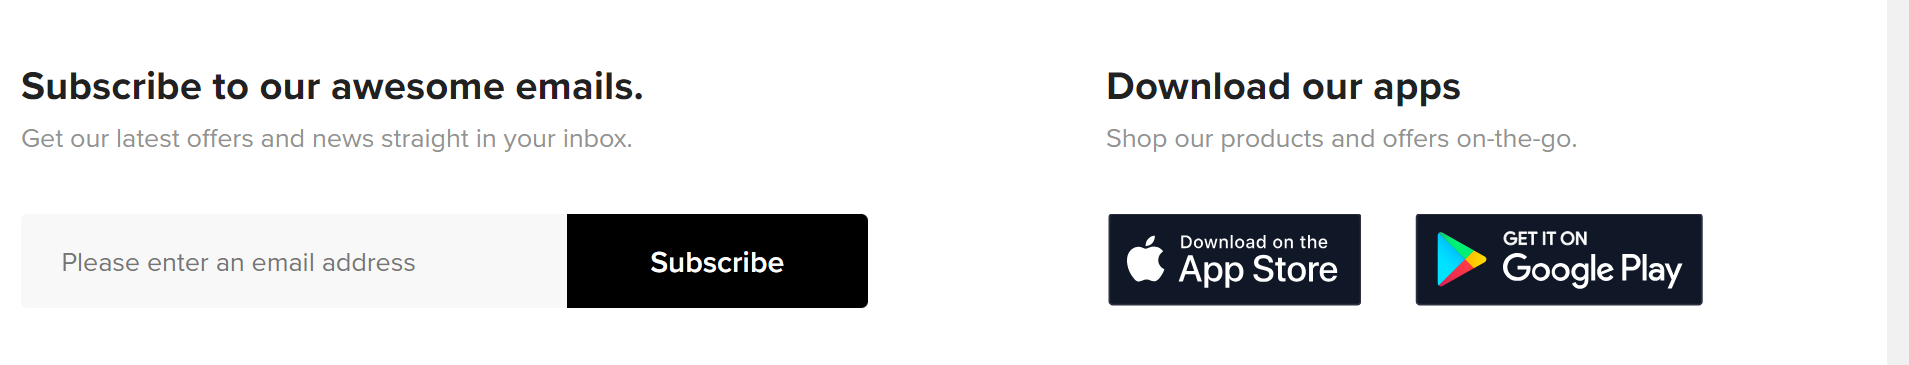 Subscribe to our awesome emails.
Get our latest offers and news straight in your inbox.
Please enter an email address
Subscribe
Download our apps
Shop our products and offers on-the-go.
Download on the
App Store
GET IT ON
Google Play